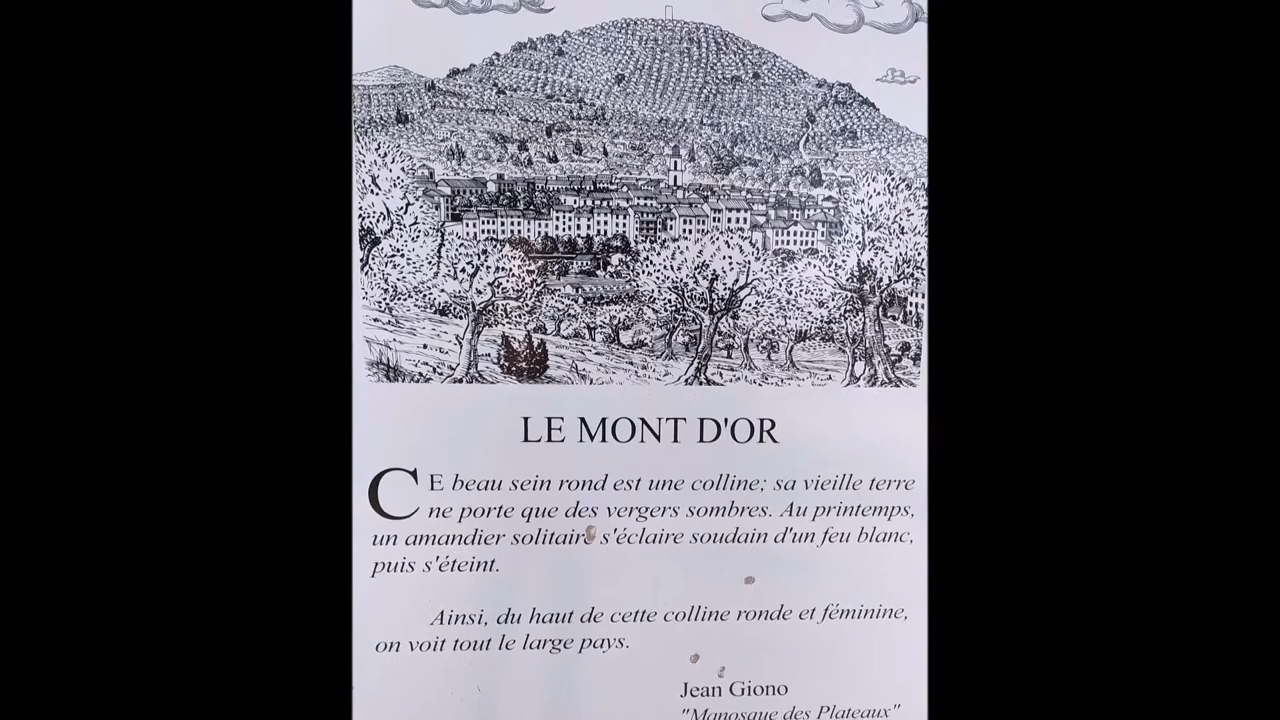 LE MONT D'OR
CE beau sein rond est une colline; sa vieille terre
ne porte que des vergers sombres. Au printemps,
un amandier solitaire s'éclaire soudain d'un feu blanc,
puis s'éteint.
Ainsi, du haut de cette colline ronde et féminine,
on voit tout le large pays.
Jean Giono
"Manosque des Plateaux"